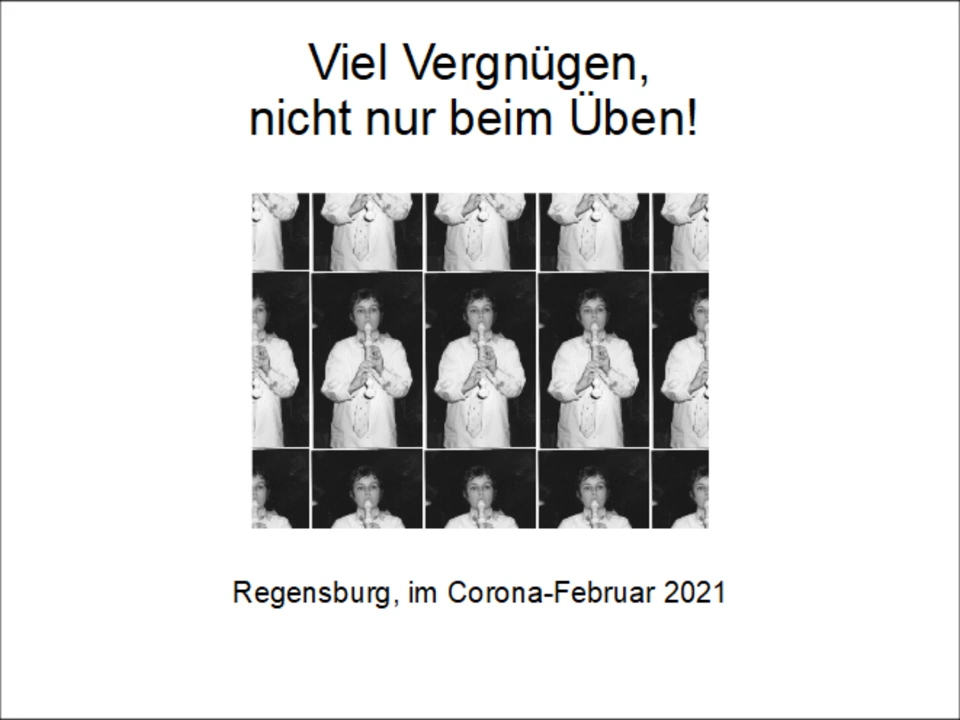 Viel Vergnügen,
nicht nur beim Üben!
Regensburg, im Corona-Februar 2021